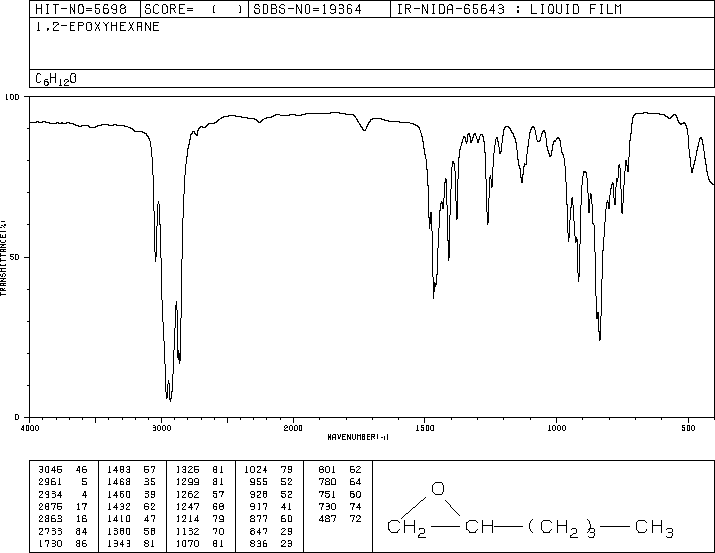 HIT-NO=5698 SCORE= ( ) SDBS-NO=19364 IR-NIDA-65643 : LIQUID FILM
1,2-EPOXYHEXANE
C6H12O
100
50
0
TRANSMITTANCE(%)
4000 3000 2000 1500 1000 500
WAVENUMBER(-1)
3045 46 1483 57 1325 81 1024 79 801 62
2961 5 1468 35 1299 81 955 52 780 64
2934 4 1460 39 1262 57 928 52 751 60
2875 17 1432 62 1247 68 917 41 730 74
2863 16 1410 47 1214 79 877 60 487 72
2733 84 1380 58 1132 70 847 29
1730 86 1343 81 1070 81 836 23
O
CH2 CH (CH2)3 CH3